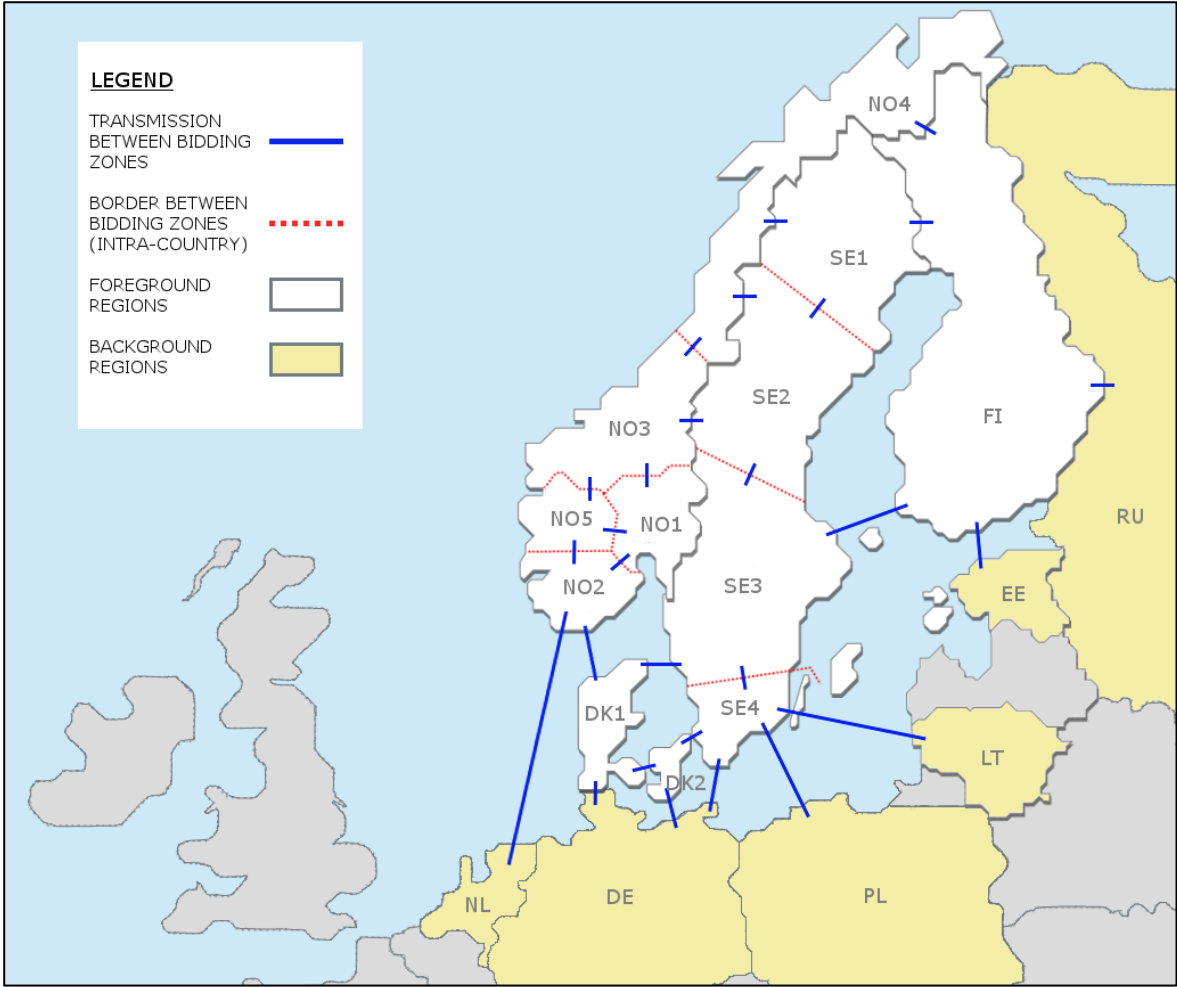 LEGEND
TRANSMISSION
BETWEEN BIDDING
ZONES
BORDER BETWEEN
BIDDING ZONES
(INTRA-COUNTRY)
FOREGROUND
REGIONS
BACKGROUND
REGIONS
NO4
SE1
SE2
FI
NO3
RU
NO5
NO1
NO2
SE3
EE
DK1
SE4
LT
DK2
NL
DE
PL